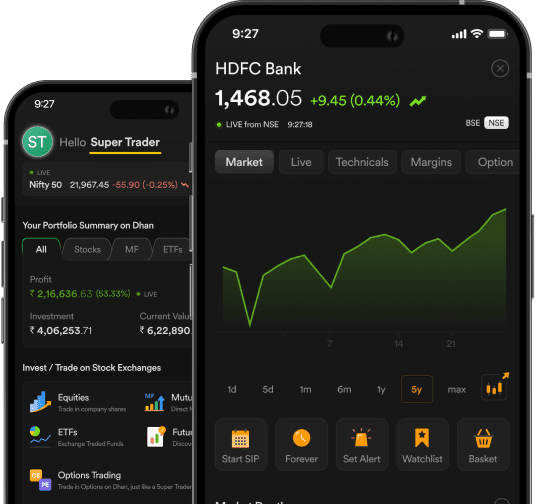 9:27
ST Hello Super Trader
LIVE
Nifty 50 21,967.45 -55.90 (-0.25%)
Your Portfolio Summary on Dhan
All Stocks MF ETFs
Profit
₹ 2,16,636.63 (53.33%) LIVE
Investment Current
₹ 4,06,253.71 ₹ 6,22,890.
Invest / Trade on Stock Exchanges
Equities
Trade in company shares
ETFs
Exchange Traded Funds
Options Trading
Trade in Options on Dhan, just like a Super Trader
9:27
HDFC Bank
1,468.05 +9.45 (0.44%)
LIVE from NSE 9:27:18
BSE NSE
Market Live Technicals Margins Option
7 14 21
1d 5d 1m 6m 1y 5y max
Start SIP Forever Set Alert Watchlist Basket